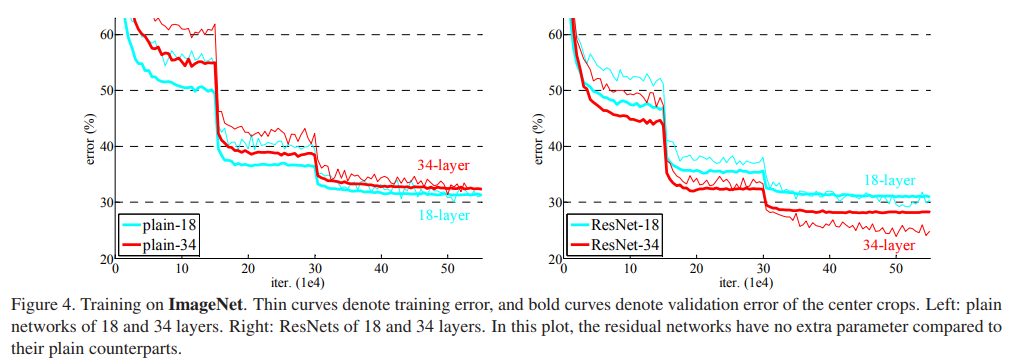 60
50
40
30
20
error (%)
0
10
20
30
40
50
iter. (1e4)
34-layer
18-layer
plain-18
plain-34
60
50
40
30
20
error (%)
0
10
20
30
40
50
iter. (1e4)
18-layer
34-layer
ResNet-18
ResNet-34
Figure 4. Training on ImageNet. Thin curves denote training error, and bold curves denote validation error of the center crops. Left: plain
networks of 18 and 34 layers. Right: ResNets of 18 and 34 layers. In this plot, the residual networks have no extra parameter compared to
their plain counterparts.